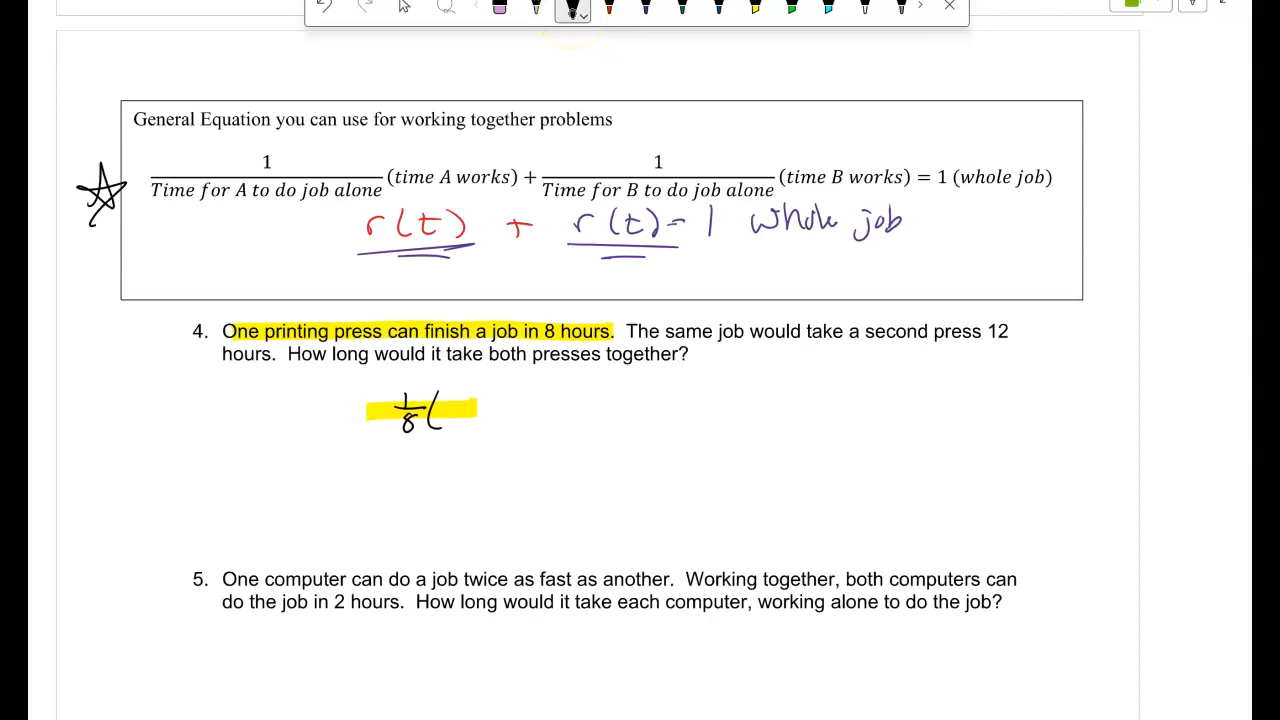 General Equation you can use for working together problems
1/Time for A to do job alone (time A works) + 1/Time for B to do job alone (time B works) = 1 (whole job)
r(t) + r(t) = 1 whole job
4. One printing press can finish a job in 8 hours. The same job would take a second press 12
hours. How long would it take both presses together?
1/8 (
5. One computer can do a job twice as fast as another. Working together, both computers can
do the job in 2 hours. How long would it take each computer, working alone to do the job?